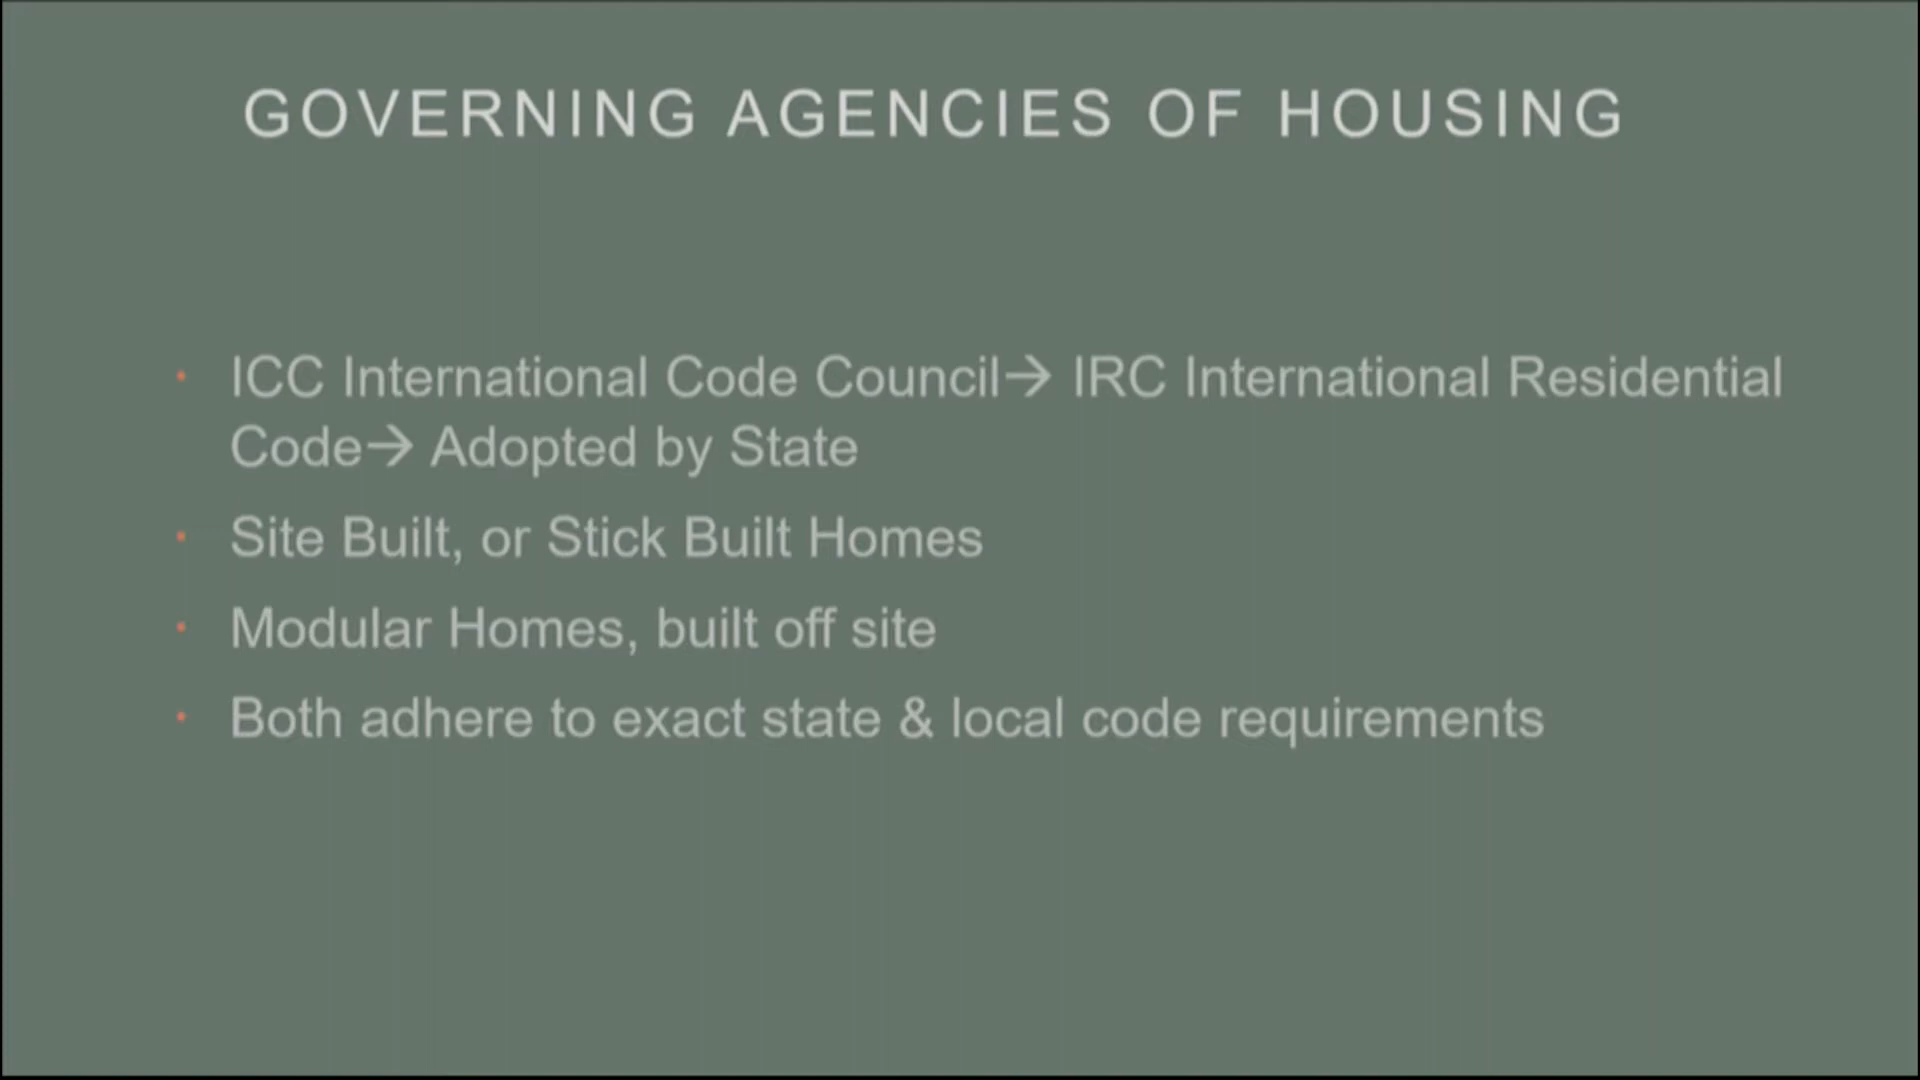 GOVERNING AGENCIES OF HOUSING
• ICC International Code Council→ IRC International Residential
Code→ Adopted by State
• Site Built, or Stick Built Homes
• Modular Homes, built off site
• Both adhere to exact state & local code requirements